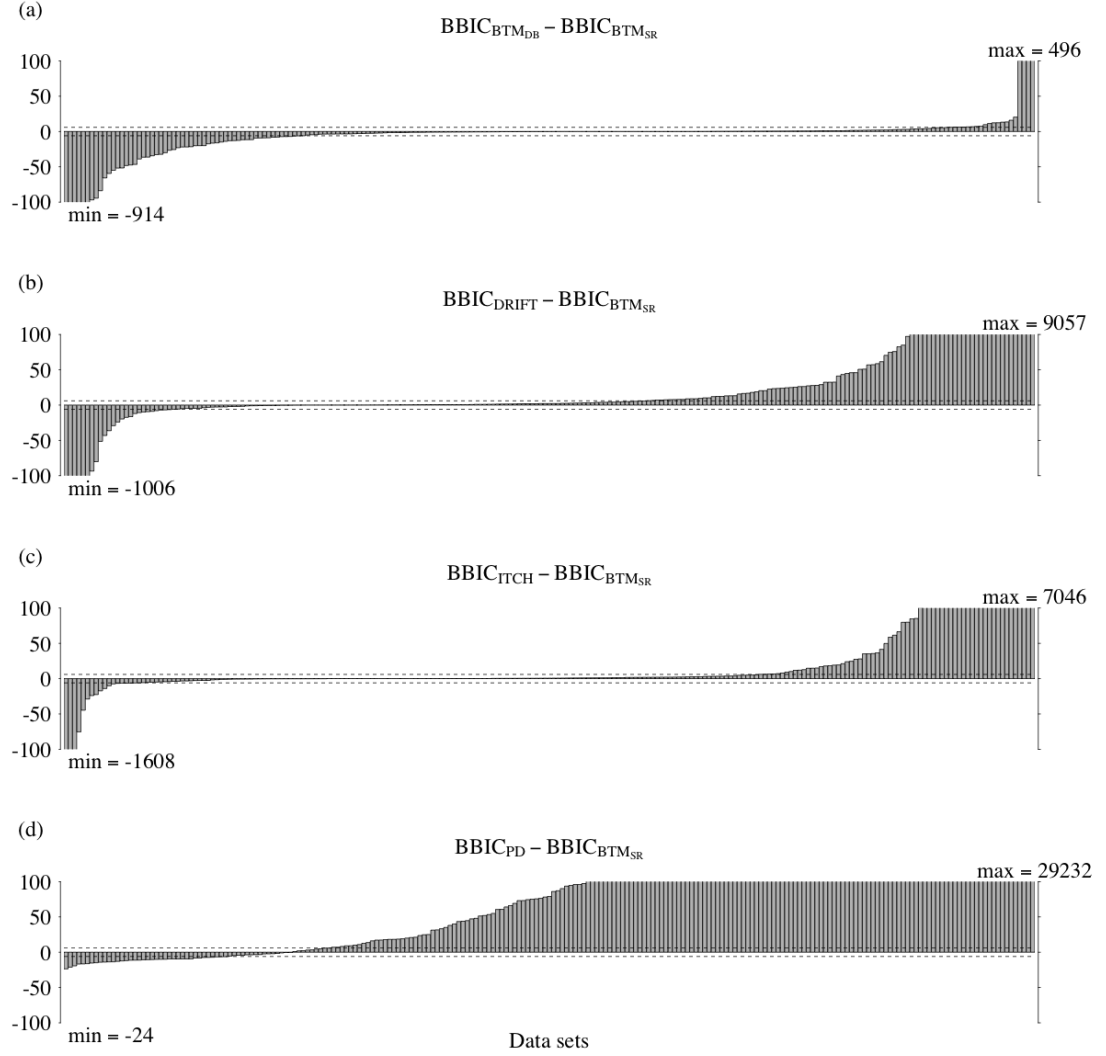 (a)
BBIC_BTM_DB – BBIC_BTM_SR
max = 496
100
50
0
-50
-100
min = -914
(b)
BBIC_DRIFT – BBIC_BTM_SR
max = 9057
100
50
0
-50
-100
min = -1006
(c)
BBIC_ITCH – BBIC_BTM_SR
max = 7046
100
50
0
-50
-100
min = -1608
(d)
BBIC_PD – BBIC_BTM_SR
max = 29232
100
50
0
-50
-100
min = -24
Data sets